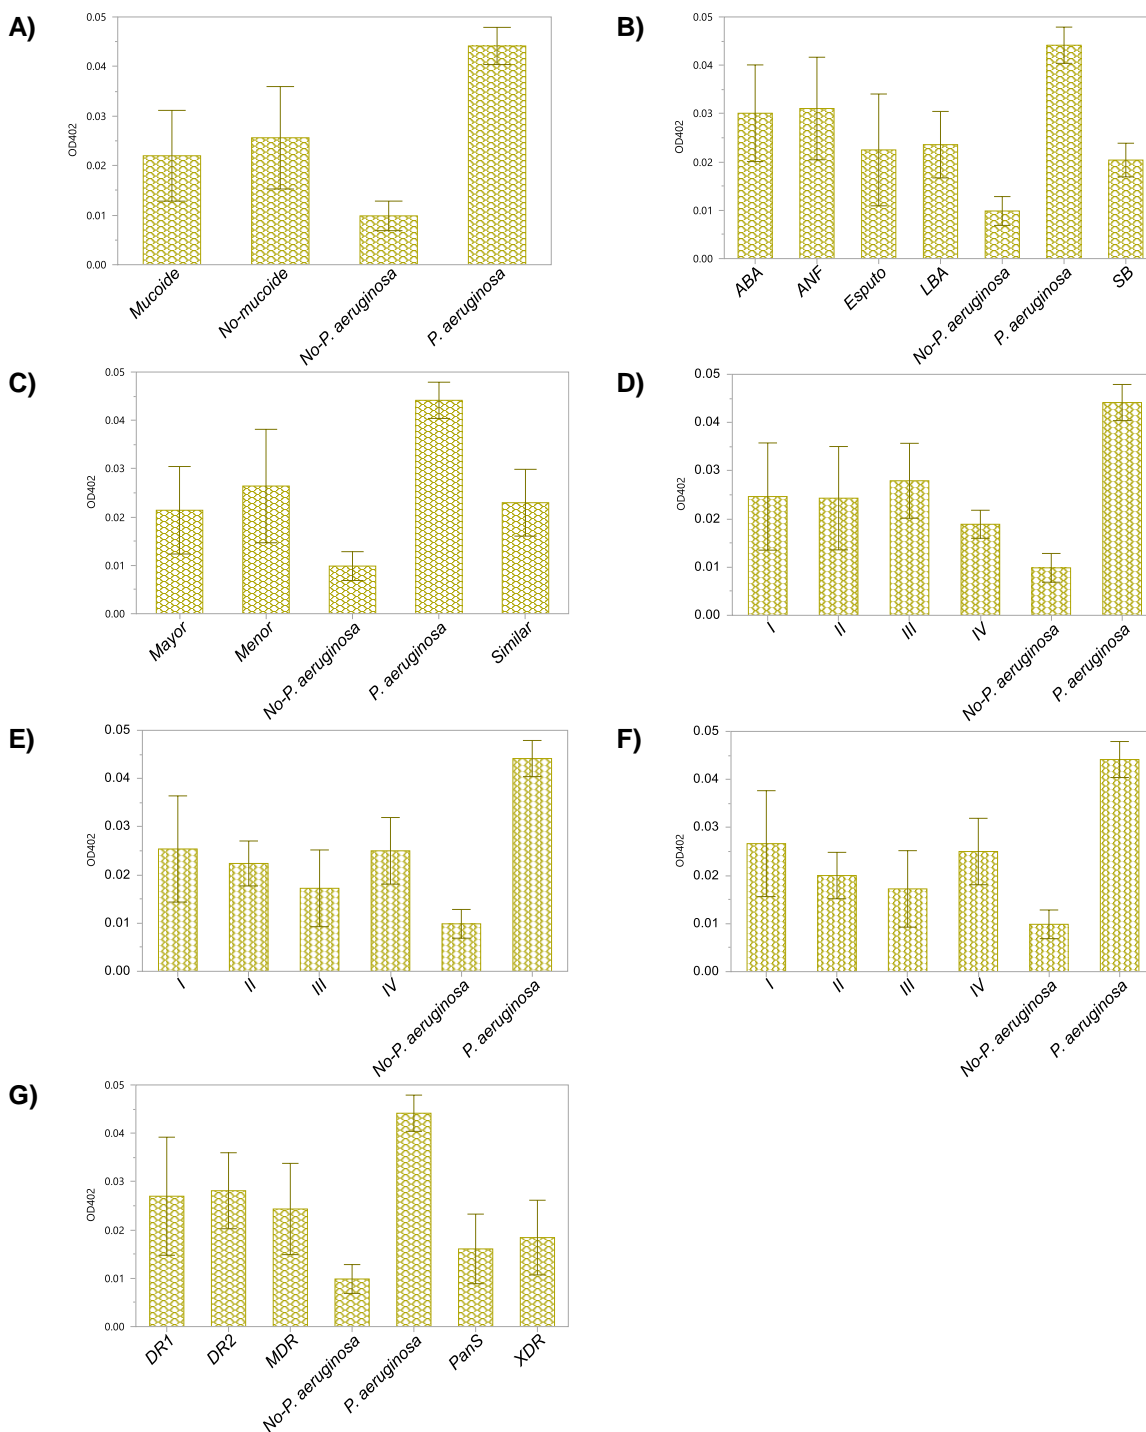 A)
0.05
0.04
0.03
0.02
0.01
0.00
OD402
Mucoide
No-mucoide
No-P. aeruginosa
P. aeruginosa
B)
0.05
0.04
0.03
0.02
0.01
0.00
OD402
ABA
ANF
Esputo
LBA
No-P. aeruginosa
P. aeruginosa
SB
C)
0.05
0.04
0.03
0.02
0.01
0.00
OD402
Mayor
Menor
No-P. aeruginosa
P. aeruginosa
Similar
D)
0.05
0.04
0.03
0.02
0.01
0.00
OD402
I
II
III
IV
No-P. aeruginosa
P. aeruginosa
E)
0.05
0.04
0.03
0.02
0.01
0.00
OD402
I
II
III
IV
No-P. aeruginosa
P. aeruginosa
F)
0.05
0.04
0.03
0.02
0.01
0.00
OD402
I
II
III
IV
No-P. aeruginosa
P. aeruginosa
G)
0.05
0.04
0.03
0.02
0.01
0.00
OD402
DR1
DR2
MDR
No-P. aeruginosa
P. aeruginosa
PanS
XDR